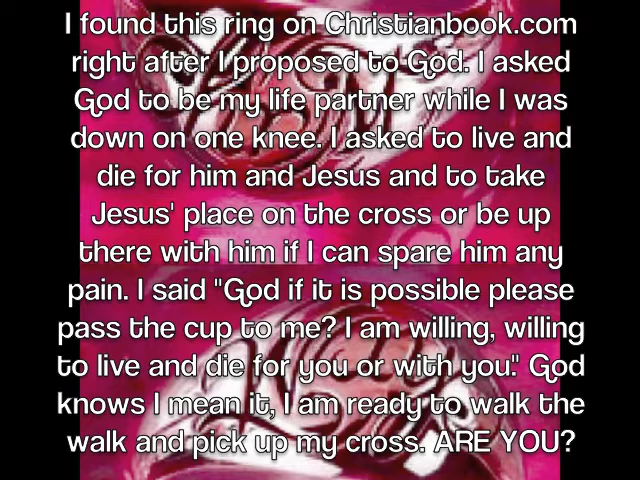 I found this ring on Christianbook.com
right after I proposed to God. I asked
God to be my life partner while I was
down on one knee. I asked to live and
die for him and Jesus and to take
Jesus' place on the cross or be up
there with him if I can spare him any
pain. I said "God if it is possible please
pass the cup to me? I am willing, willing
to live and die for you or with you." God
knows I mean it, I am ready to walk the
walk and pick up my cross. ARE YOU?